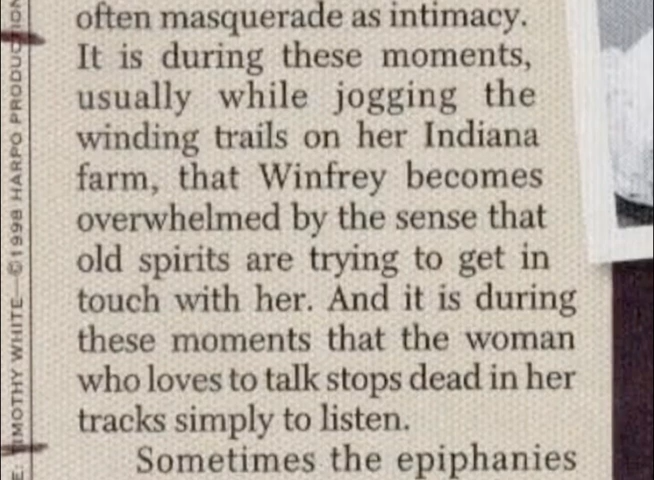 often masquerade as intimacy.
It is during these moments,
usually while jogging the
winding trails on her Indiana
farm, that Winfrey becomes
overwhelmed by the sense that
old spirits are trying to get in
touch with her. And it is during
these moments that the woman
who loves to talk stops dead in her
tracks simply to listen.
Sometimes the epiphanies
IMOTHY WHITE—©1998 HARPO PRODUCTION